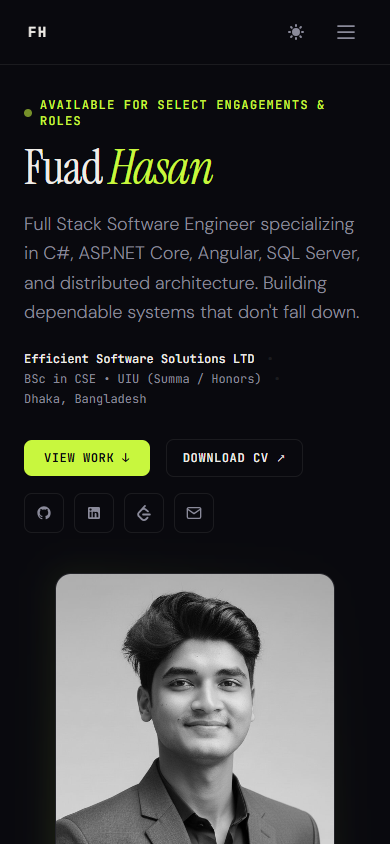 FH
AVAILABLE FOR SELECT ENGAGEMENTS &
ROLES
Fuad Hasan
Full Stack Software Engineer specializing
in C#, ASP.NET Core, Angular, SQL Server,
and distributed architecture. Building
dependable systems that don't fall down.
Efficient Software Solutions LTD ·
BSc in CSE • UIU (Summa / Honors) ·
Dhaka, Bangladesh
VIEW WORK ↓
DOWNLOAD CV ↗